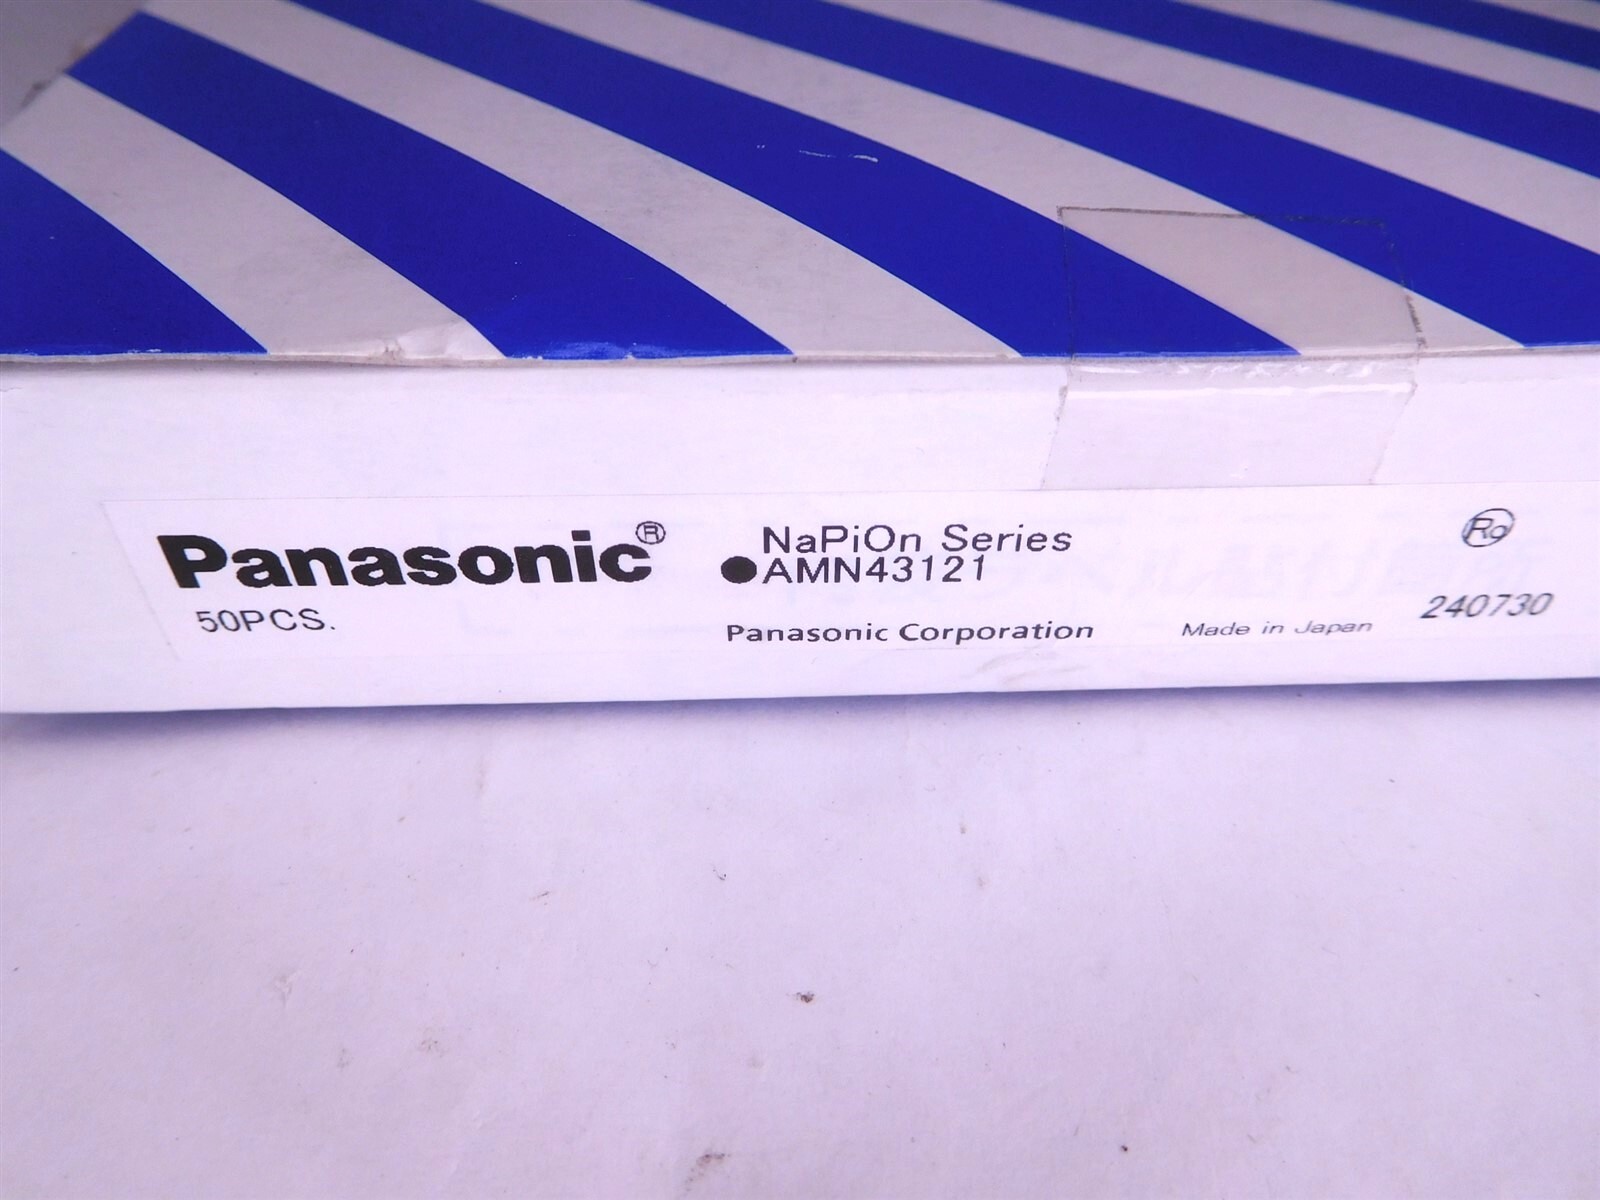 Panasonic®
50PCS.
NaPiOn Series
●AMN43121
Panasonic Corporation
Made in Japan
Ro
240730